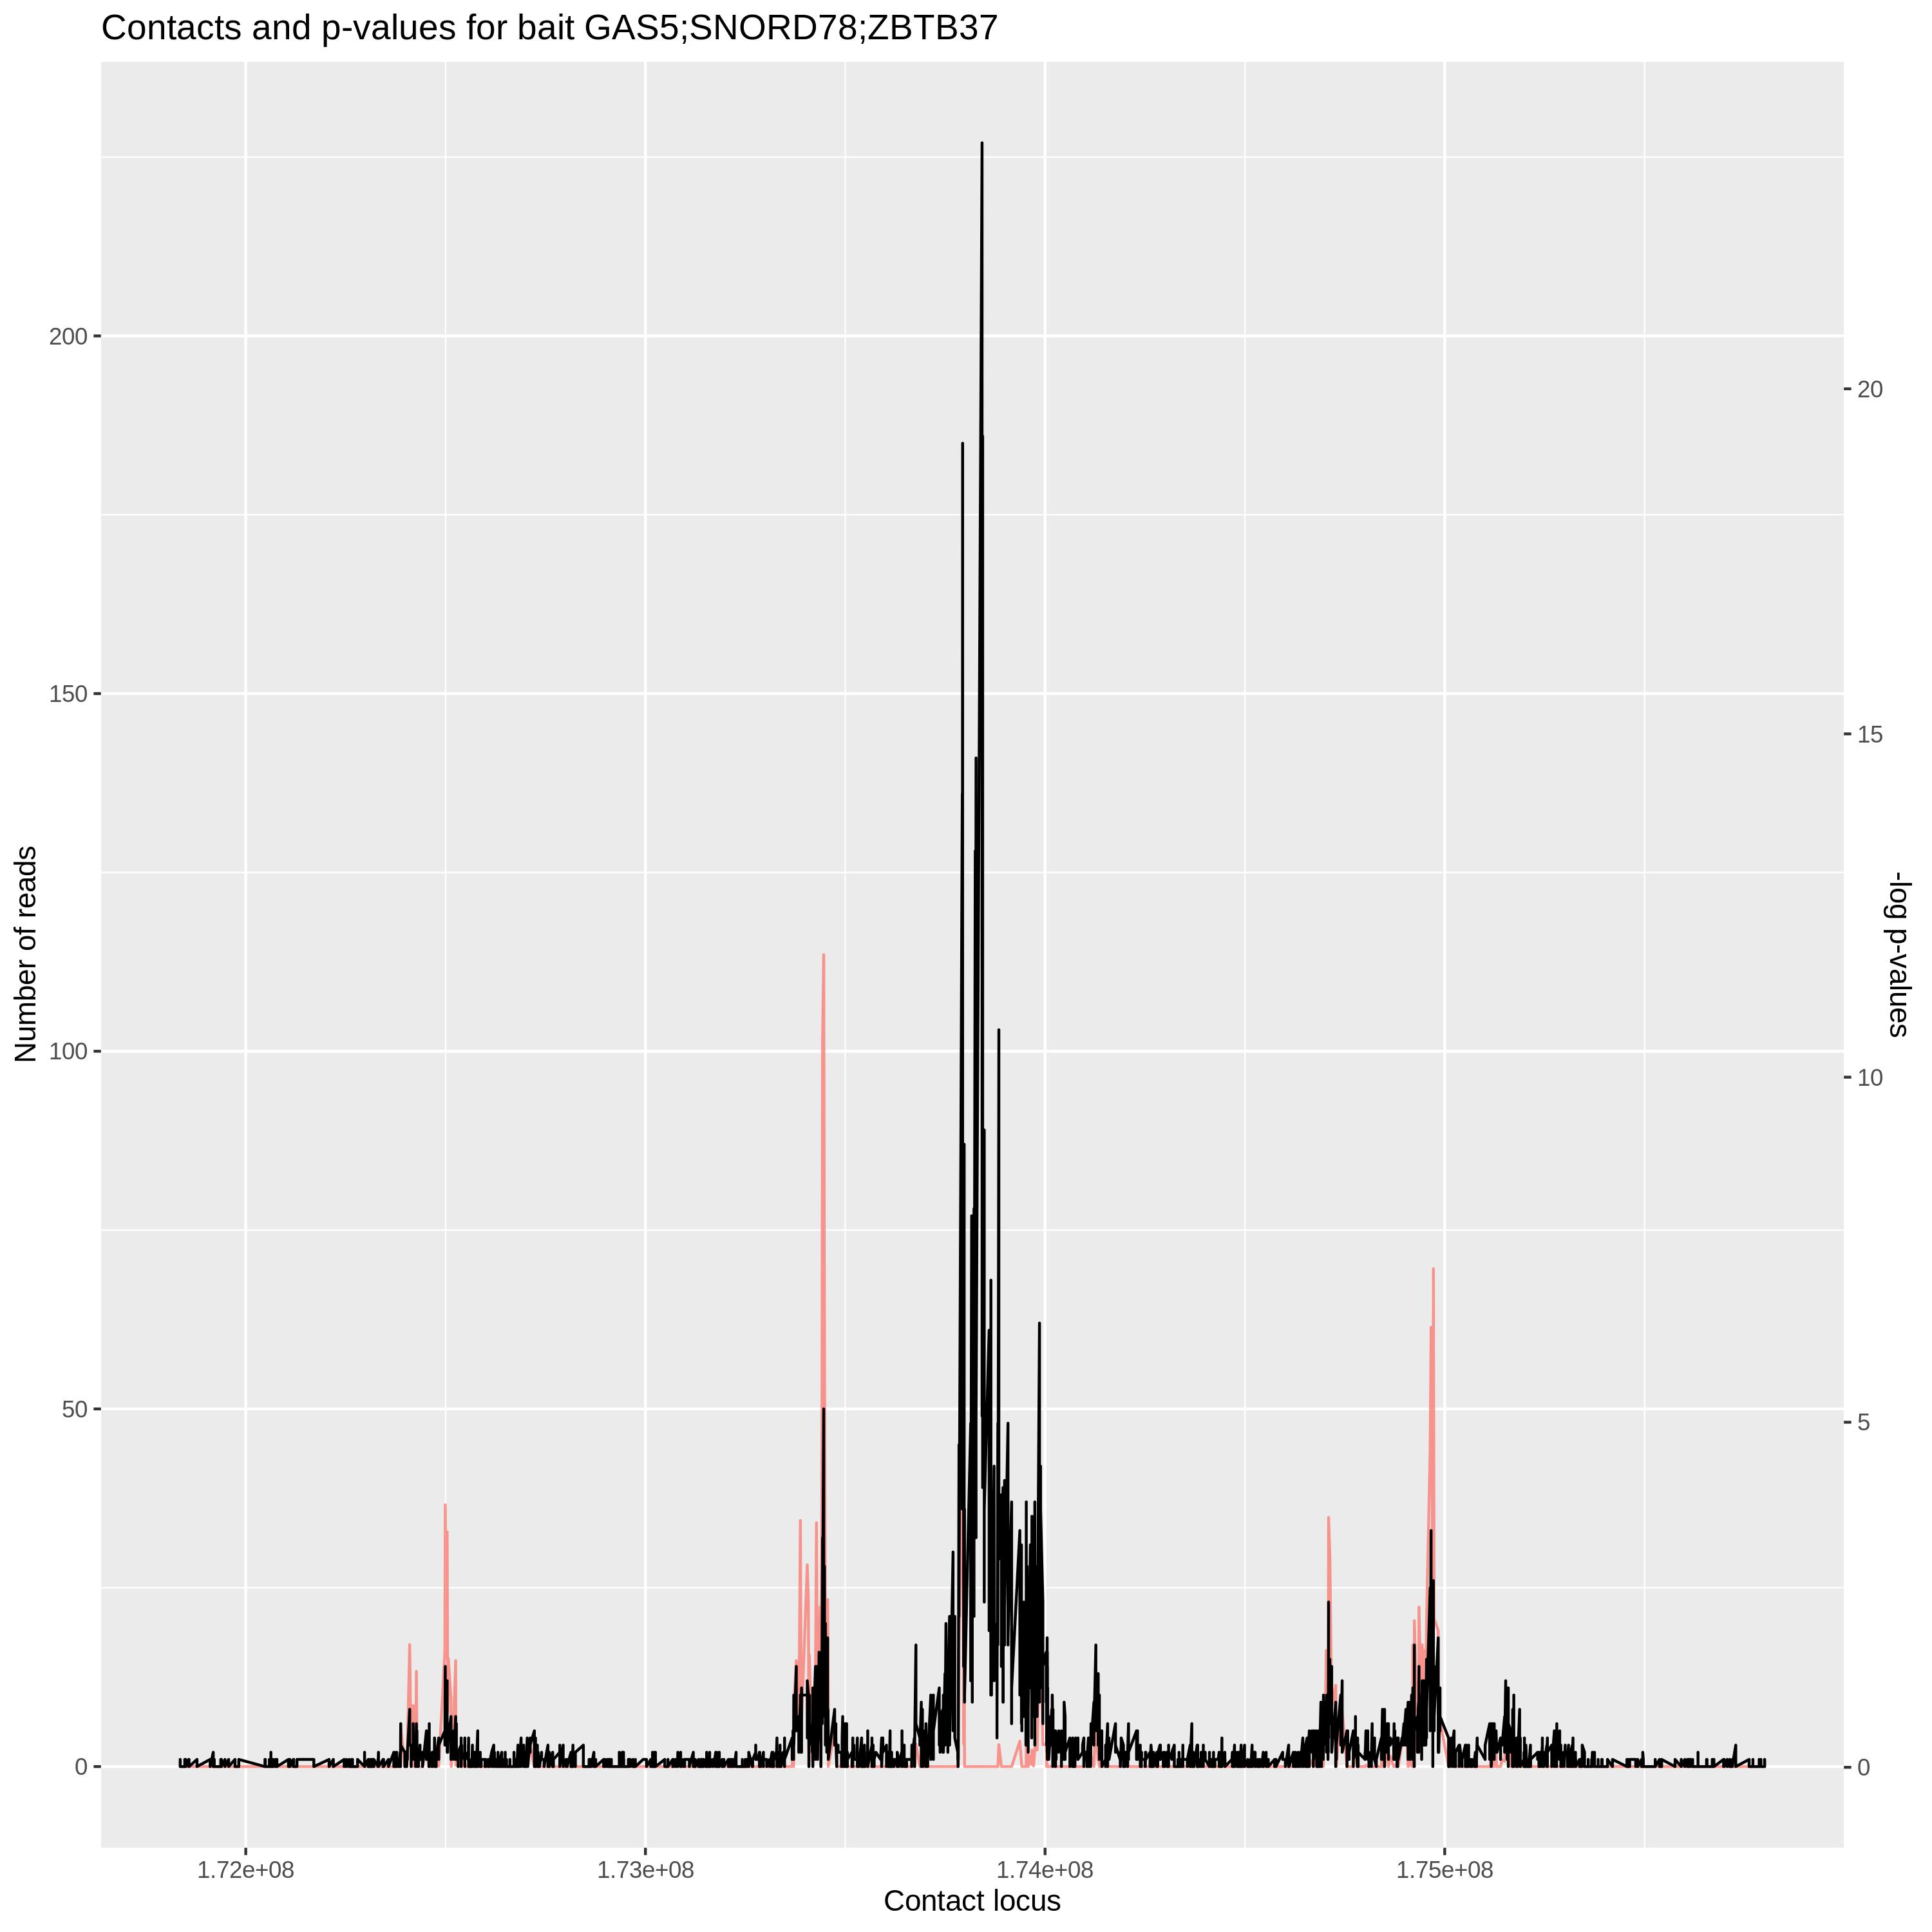 Contacts and p-values for bait GAS5;SNORD78;ZBTB37
Number of reads
200
150
100
50
0
20
15
10
5
0
-log p-values
1.72e+08
1.73e+08
1.74e+08
1.75e+08
Contact locus